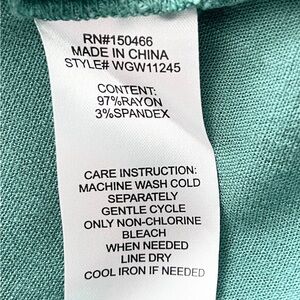 RN#150466
MADE IN CHINA
STYLE# WGW11245
CONTENT:
97%RAYON
3%SPANDEX
CARE INSTRUCTION:
MACHINE WASH COLD
SEPARATELY
GENTLE CYCLE
ONLY NON-CHLORINE
BLEACH
WHEN NEEDED
LINE DRY
COOL IRON IF NEEDED